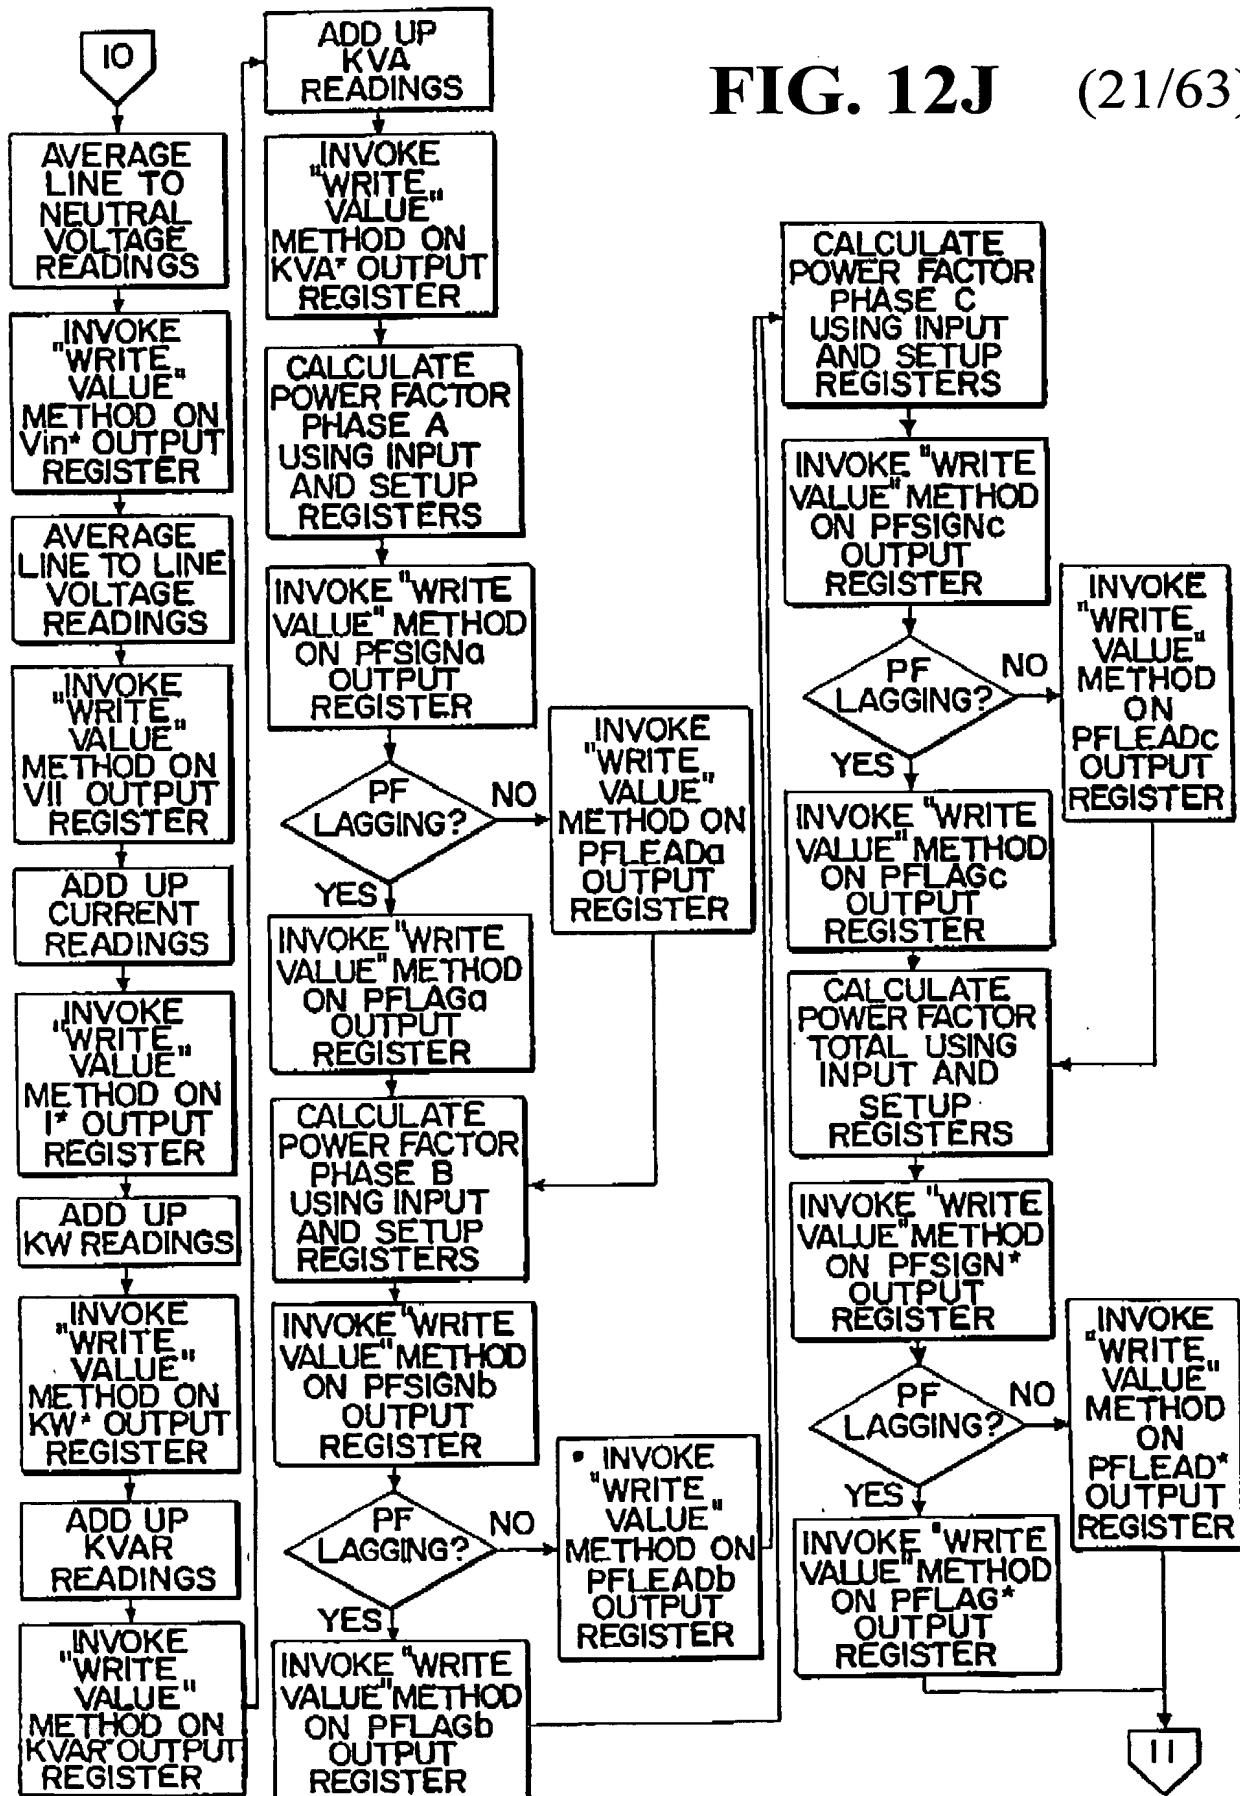 FIG. 12J (21/63)
10
AVERAGE
LINE TO
NEUTRAL
VOLTAGE
READINGS
INVOKE
"WRITE
VALUE"
METHOD ON
Vin* OUTPUT
REGISTER
AVERAGE
LINE TO LINE
VOLTAGE
READINGS
INVOKE
"WRITE
VALUE"
METHOD ON
Vll OUTPUT
REGISTER
ADD UP
CURRENT
READINGS
INVOKE
"WRITE
VALUE"
METHOD ON
I* OUTPUT
REGISTER
ADD UP
KW READINGS
INVOKE
"WRITE
VALUE"
METHOD ON
KW* OUTPUT
REGISTER
ADD UP
KVAR
READINGS
INVOKE
"WRITE
VALUE"
METHOD ON
KVAR* OUTPUT
REGISTER
ADD UP
KVA
READINGS
INVOKE
"WRITE
VALUE"
METHOD ON
KVA* OUTPUT
REGISTER
CALCULATE
POWER FACTOR
PHASE A
USING INPUT
AND SETUP
REGISTERS
INVOKE "WRITE
VALUE" METHOD
ON PFSIGNa
OUTPUT
REGISTER
PF
LAGGING?
NO
YES
INVOKE
"WRITE
VALUE"
METHOD ON
PFLEADa
OUTPUT
REGISTER
INVOKE "WRITE
VALUE" METHOD
ON PFLAGa
OUTPUT
REGISTER
CALCULATE
POWER FACTOR
PHASE B
USING INPUT
AND SETUP
REGISTERS
INVOKE "WRITE
VALUE" METHOD
ON PFSIGNb
OUTPUT
REGISTER
PF
LAGGING?
NO
YES
INVOKE
"WRITE
VALUE"
METHOD ON
PFLEADb
OUTPUT
REGISTER
INVOKE "WRITE
VALUE" METHOD
ON PFLAGb
OUTPUT
REGISTER
CALCULATE
POWER FACTOR
PHASE C
USING INPUT
AND SETUP
REGISTERS
INVOKE "WRITE
VALUE" METHOD
ON PFSIGNc
OUTPUT
REGISTER
PF
LAGGING?
NO
YES
INVOKE
"WRITE
VALUE"
METHOD
ON
PFLEADc
OUTPUT
REGISTER
INVOKE "WRITE
VALUE" METHOD
ON PFLAGc
OUTPUT
REGISTER
CALCULATE
POWER FACTOR
TOTAL USING
INPUT AND
SETUP
REGISTERS
INVOKE "WRITE
VALUE" METHOD
ON PFSIGN*
OUTPUT
REGISTER
PF
LAGGING?
NO
YES
INVOKE
"WRITE
VALUE"
METHOD
ON
PFLEAD*
OUTPUT
REGISTER
INVOKE "WRITE
VALUE" METHOD
ON PFLAG*
OUTPUT
REGISTER
11